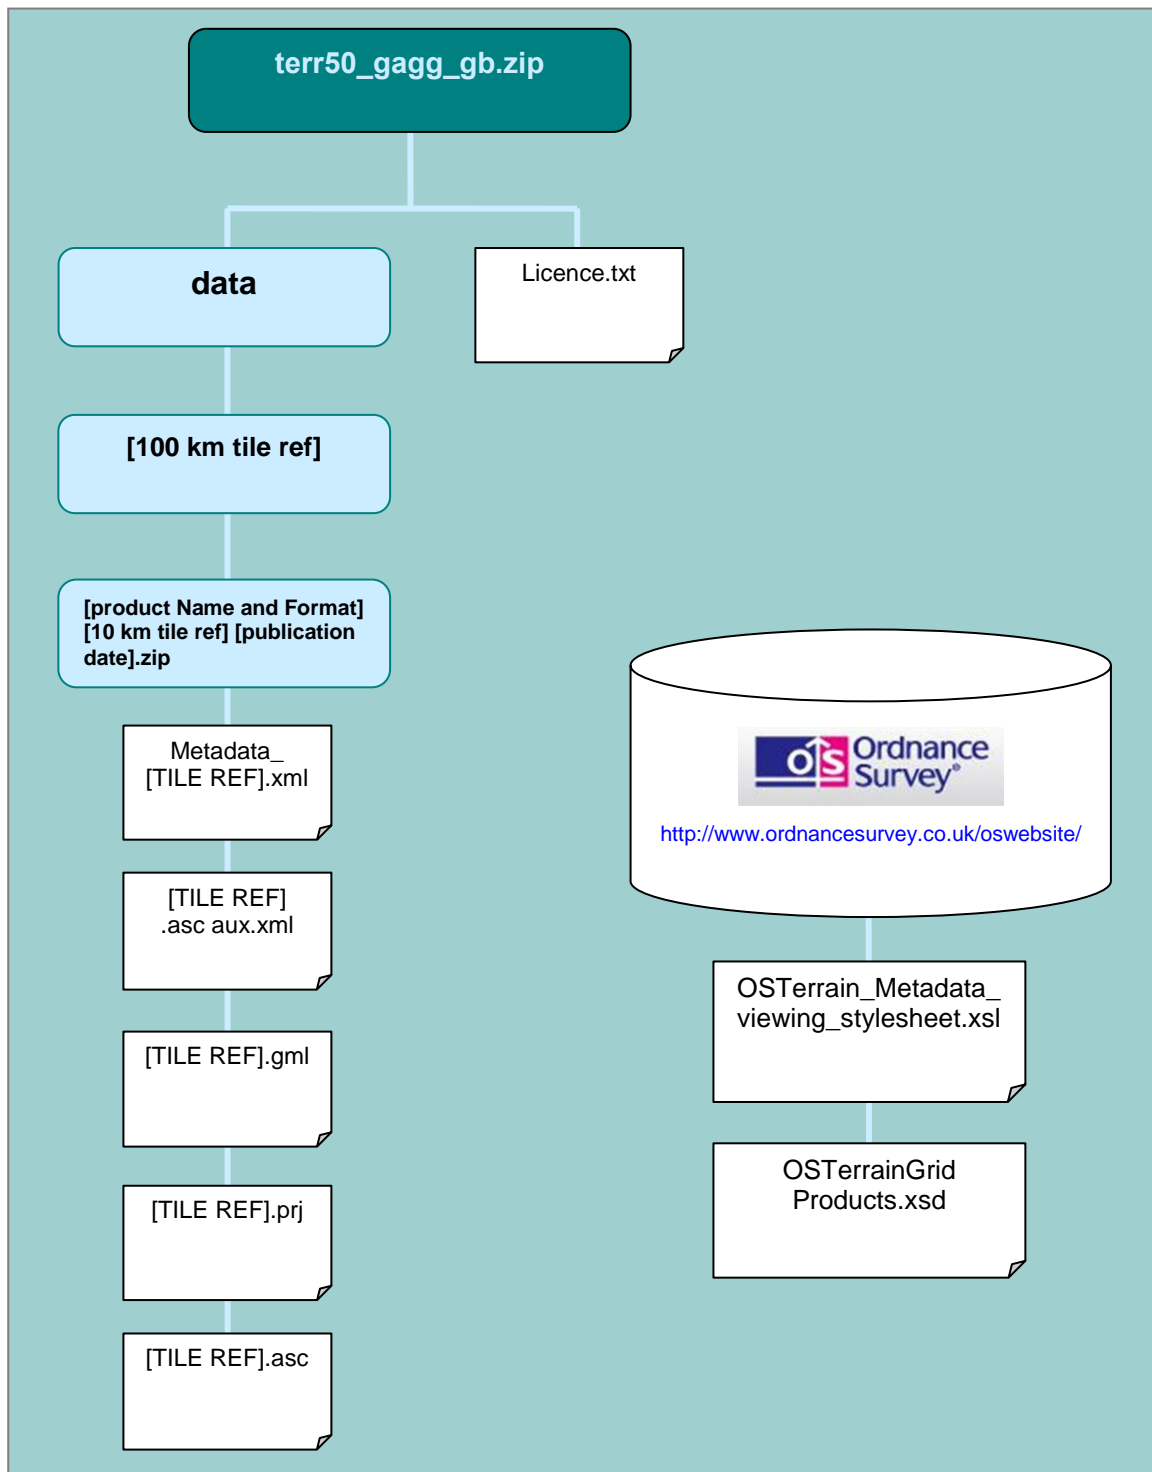 terr50_gagg_gb.zip
data
Licence.txt
[100 km tile ref]
[product Name and Format]
[10 km tile ref] [publication
date].zip
Metadata_
[TILE REF].xml
[TILE REF]
.asc aux.xml
[TILE REF].gml
[TILE REF].prj
[TILE REF].asc
OS Ordnance
Survey®
http://www.ordnancesurvey.co.uk/oswebsite/
OSTerrain_Metadata_
viewing_stylesheet.xsl
OSTerrainGrid
Products.xsd